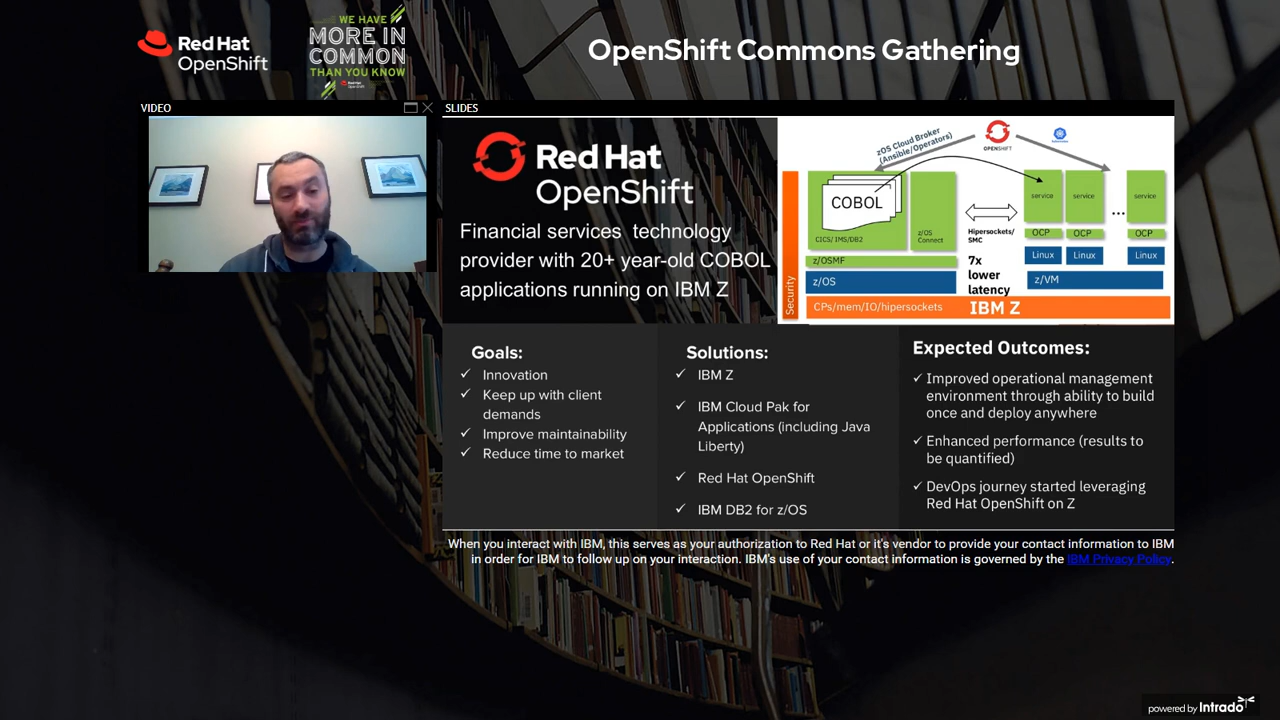 Red Hat
OpenShift
WE HAVE
MORE IN
COMMON
THAN YOU KNOW
OpenShift Commons Gathering
VIDEO
SLIDES
Red Hat
OpenShift
Financial services technology
provider with 20+ year-old COBOL
applications running on IBM Z
zOS Cloud Broker
(Ansible/Operators)
OPENSHIFT
COBOL
CICS/ IMS/DB2
z/OS
Connect
Hipersockets/
SMC
7x
lower
latency
service
service
...
service
OCP
OCP
OCP
Linux
Linux
Linux
z/OSMF
z/OS
z/VM
Security
CPs/mem/IO/hipersockets
IBM Z
Goals:
✓ Innovation
✓ Keep up with client
demands
✓ Improve maintainability
✓ Reduce time to market
Solutions:
✓ IBM Z
✓ IBM Cloud Pak for
Applications (including Java
Liberty)
✓ Red Hat OpenShift
✓ IBM DB2 for z/OS
Expected Outcomes:
✓ Improved operational management
environment through ability to build
once and deploy anywhere
✓ Enhanced performance (results to
be quantified)
✓ DevOps journey started leveraging
Red Hat OpenShift on Z
When you interact with IBM, this serves as your authorization to Red Hat or it's vendor to provide your contact information to IBM
in order for IBM to follow up on your interaction. IBM's use of your contact information is governed by the IBM Privacy Policy.
powered by Intrado